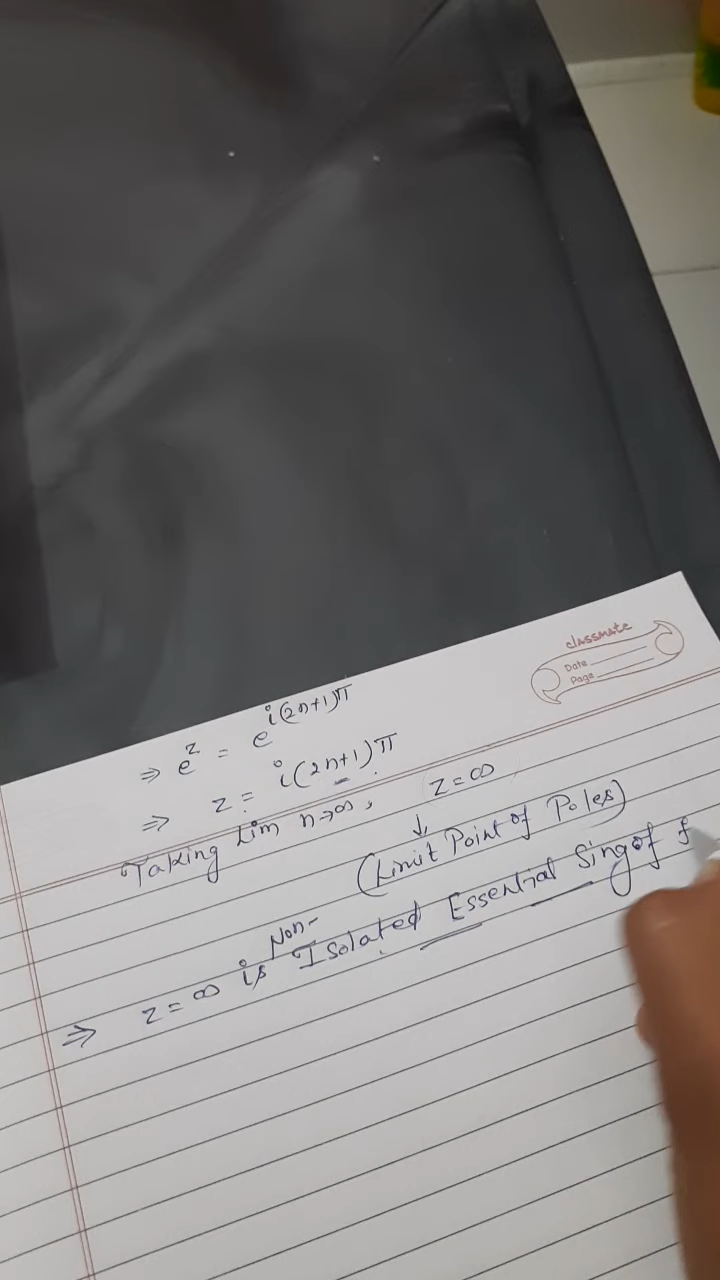 classmate
Date
Page
⇒ e^z = e^{i(2n+1)π}
⇒ z = i(2n+1)π
Taking Lim n→∞, z = ∞
↓
(Limit Point of Poles)
Non-
⇒ z = ∞ is Isolated Essential Sing of f